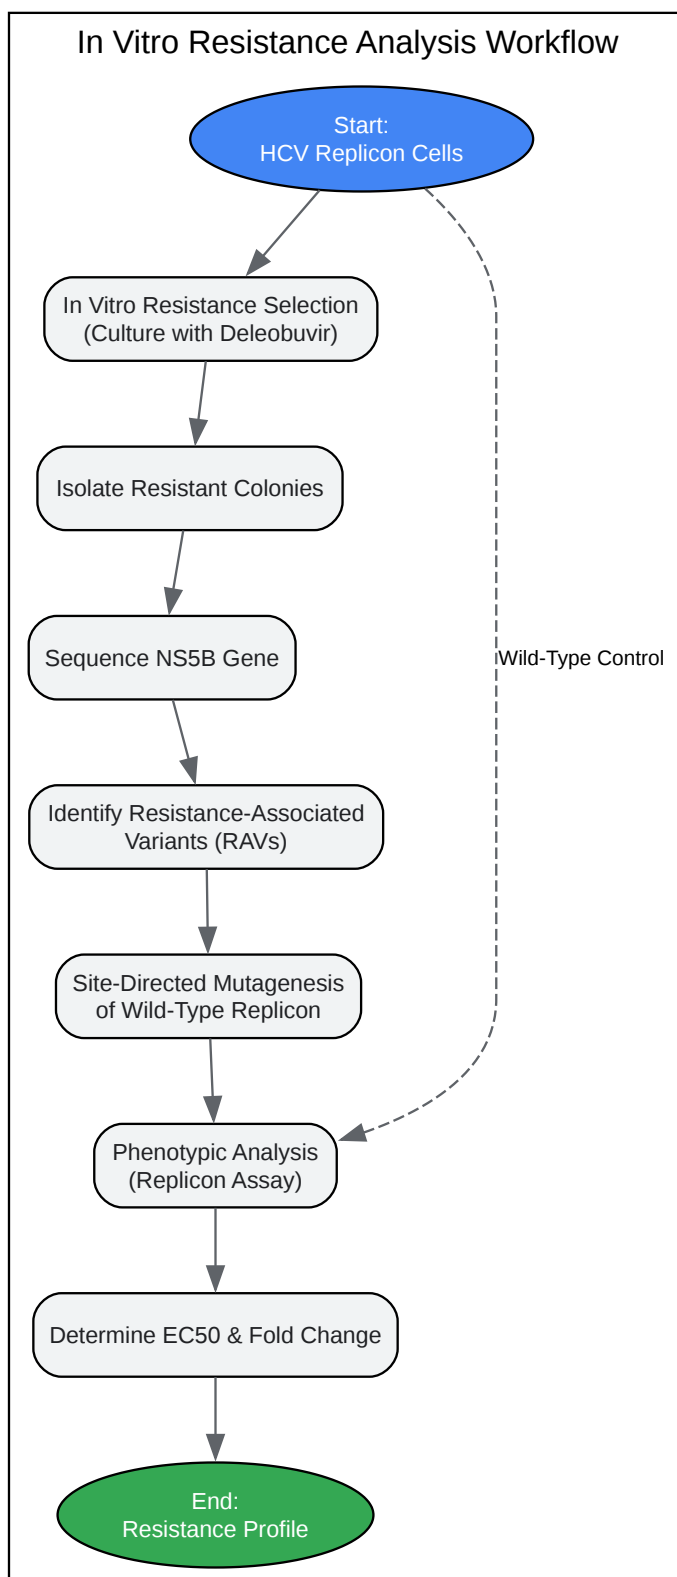 In Vitro Resistance Analysis Workflow
Start:
HCV Replicon Cells
In Vitro Resistance Selection
(Culture with Deleobuvir)
Isolate Resistant Colonies
Sequence NS5B Gene
Wild-Type Control
Identify Resistance-Associated
Variants (RAVs)
Site-Directed Mutagenesis
of Wild-Type Replicon
Phenotypic Analysis
(Replicon Assay)
Determine EC50 & Fold Change
End:
Resistance Profile